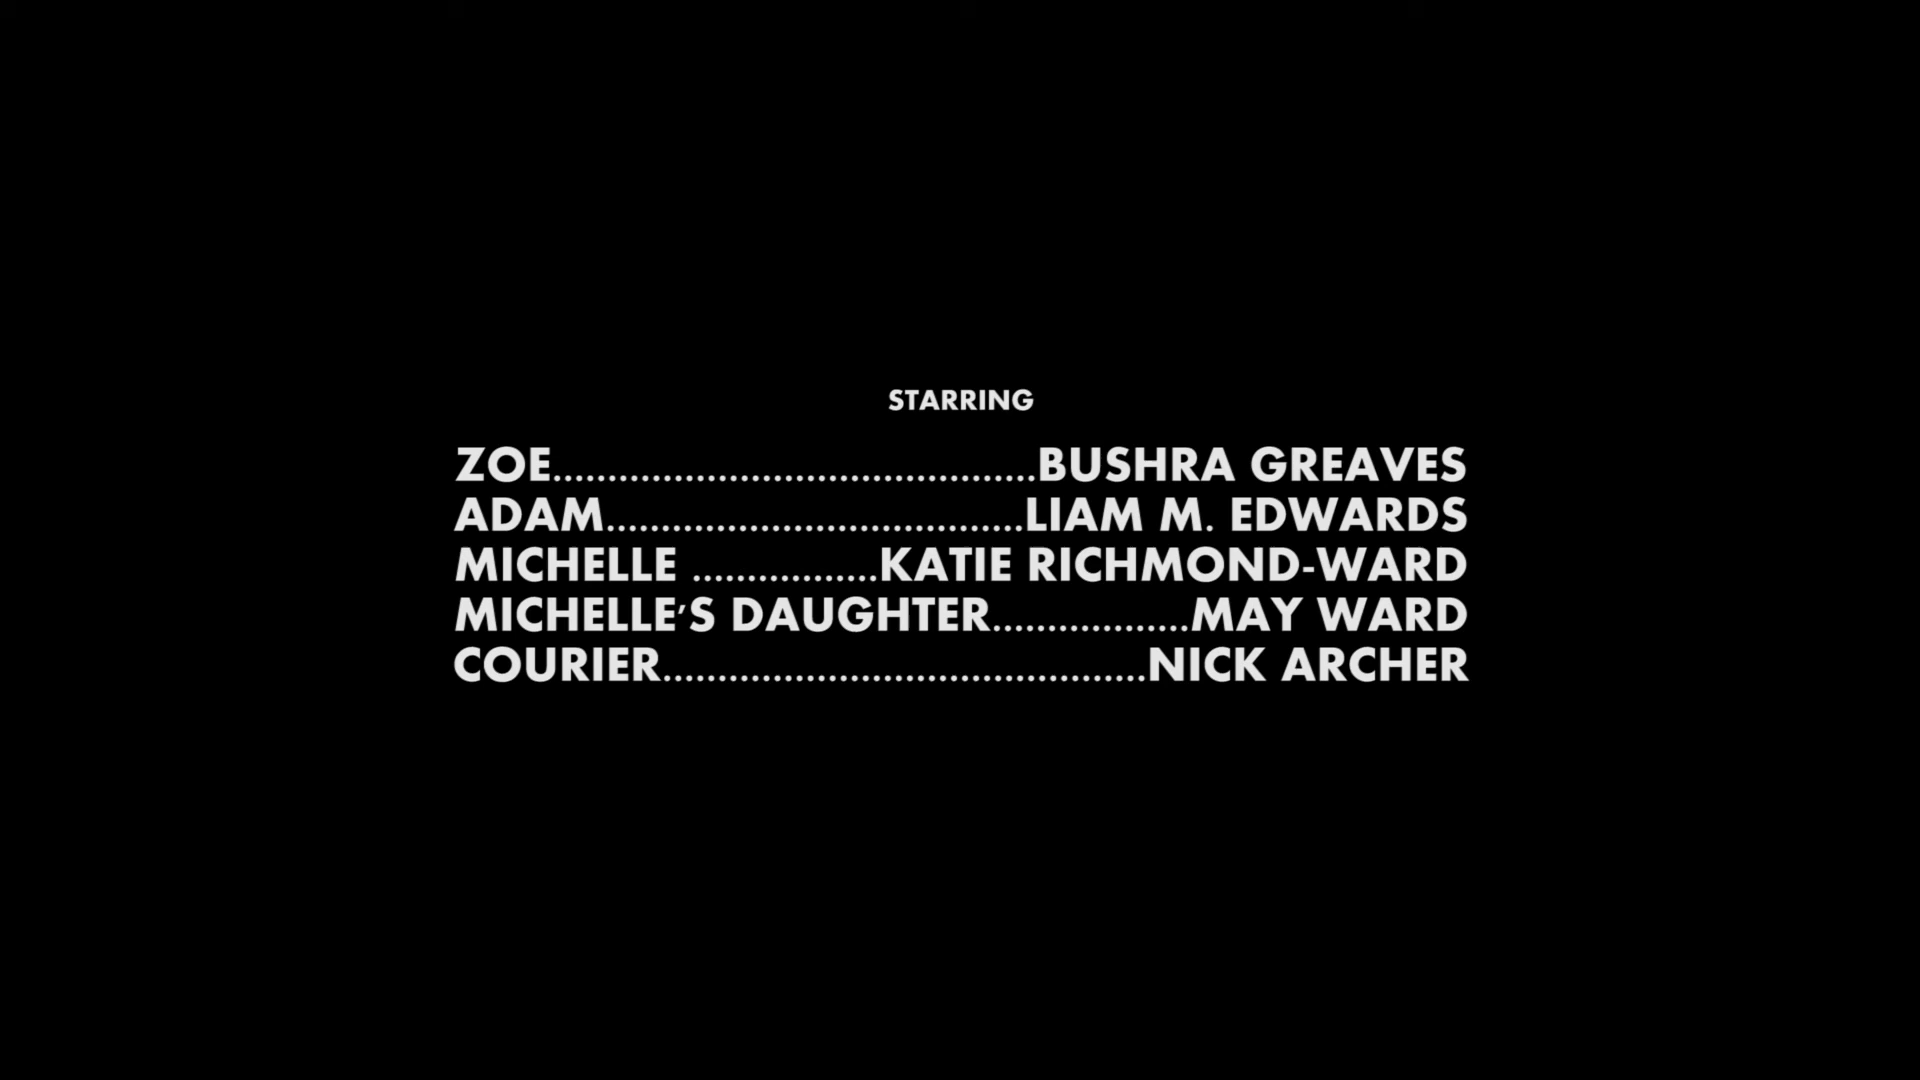 STARRING
ZOE............................................BUSHRA GREAVES
ADAM......................................LIAM M. EDWARDS
MICHELLE .................KATIE RICHMOND-WARD
MICHELLE'S DAUGHTER..................MAY WARD
COURIER............................................NICK ARCHER